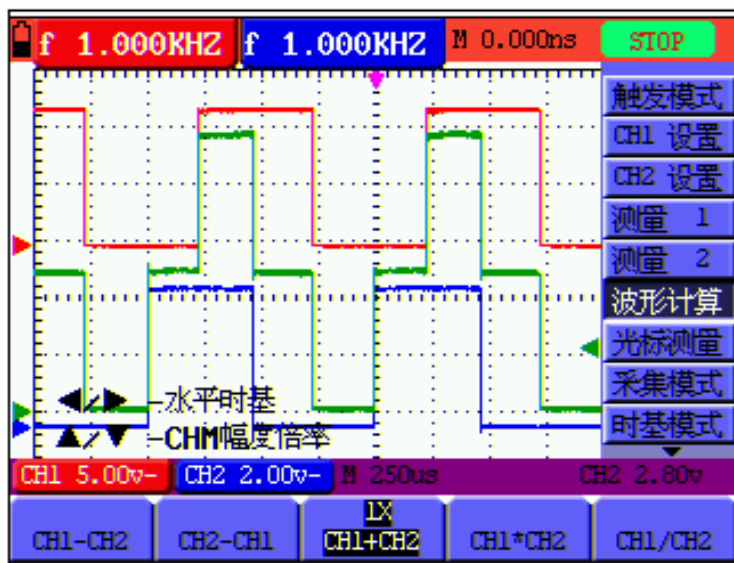 f 1.000KHZ f 1.000KHZ M 0.000ns STOP
触发模式
CH1 设置
CH2 设置
测量 1
测量 2
波形计算
光标测量
采集模式
时基模式
◀/▶ -水平时基
▲/▼ -CHM幅度倍率
CH1 5.00v- CH2 2.00v- M 250us CH2 2.80v
1X
CH1-CH2 CH2-CH1 CH1+CH2 CH1*CH2 CH1/CH2